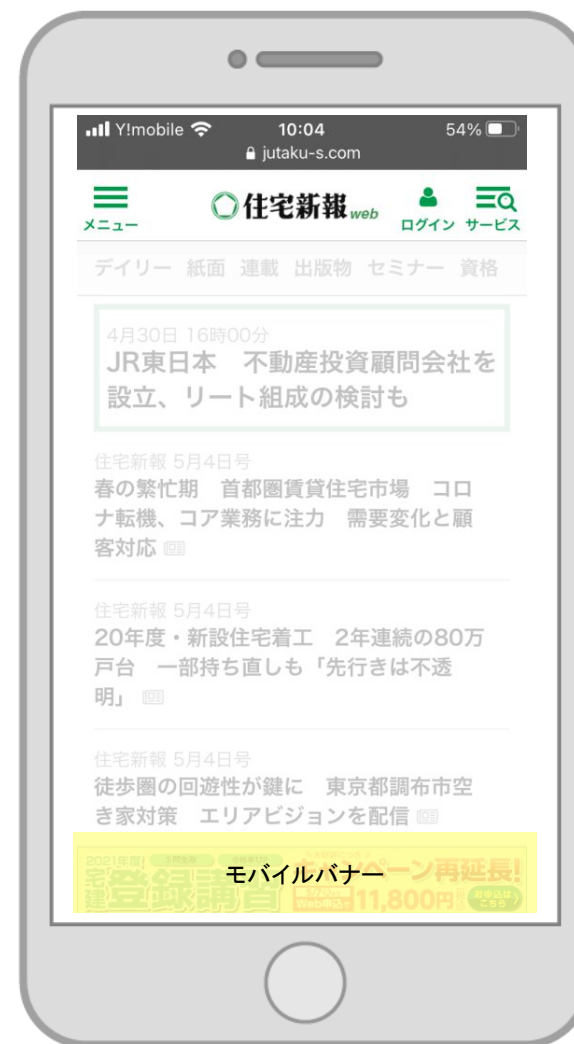 Y!mobile 10:04 54%
jutaku-s.com
メニュー 住宅新報web ログイン サービス
デイリー 紙面 連載 出版物 セミナー 資格
4月30日 16時00分
JR東日本　不動産投資顧問会社を
設立、リート組成の検討も
住宅新報 5月4日号
春の繁忙期　首都圏賃貸住宅市場　コロ
ナ転機、コア業務に注力　需要変化と顧
客対応
住宅新報 5月4日号
20年度・新設住宅着工　2年連続の80万
戸台　一部持ち直しも「先行きは不透
明」
住宅新報 5月4日号
徒歩圏の回遊性が鍵に　東京都調布市空
き家対策　エリアビジョンを配信
モバイルバナー
2021年度!
宅建 登録講習
キャンペーン再延長!
Web申込で 11,800円
お申込は
こちら